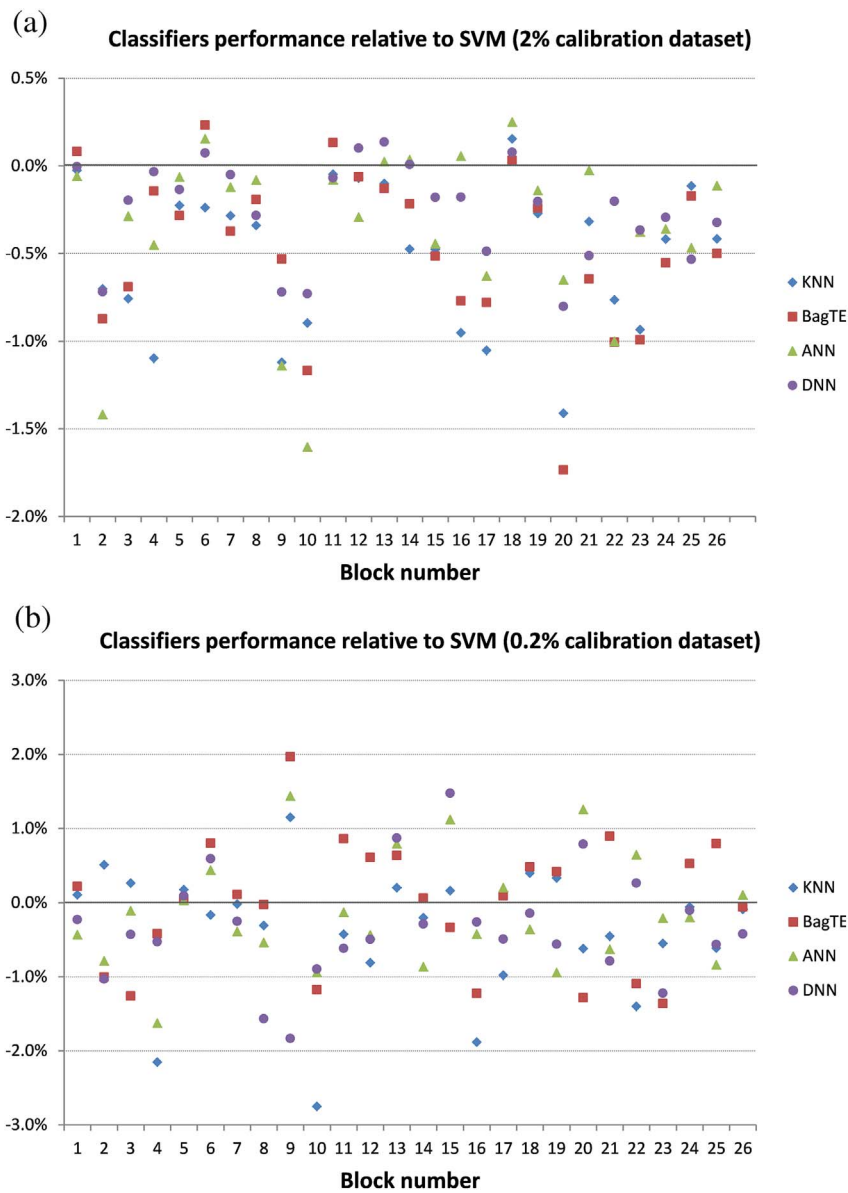 (a)
Classifiers performance relative to SVM (2% calibration dataset)
0.5%
0.0%
-0.5%
-1.0%
-1.5%
-2.0%
1 2 3 4 5 6 7 8 9 10 11 12 13 14 15 16 17 18 19 20 21 22 23 24 25 26
Block number
KNN
BagTE
ANN
DNN
(b)
Classifiers performance relative to SVM (0.2% calibration dataset)
3.0%
2.0%
1.0%
0.0%
-1.0%
-2.0%
-3.0%
1 2 3 4 5 6 7 8 9 10 11 12 13 14 15 16 17 18 19 20 21 22 23 24 25 26
Block number
KNN
BagTE
ANN
DNN